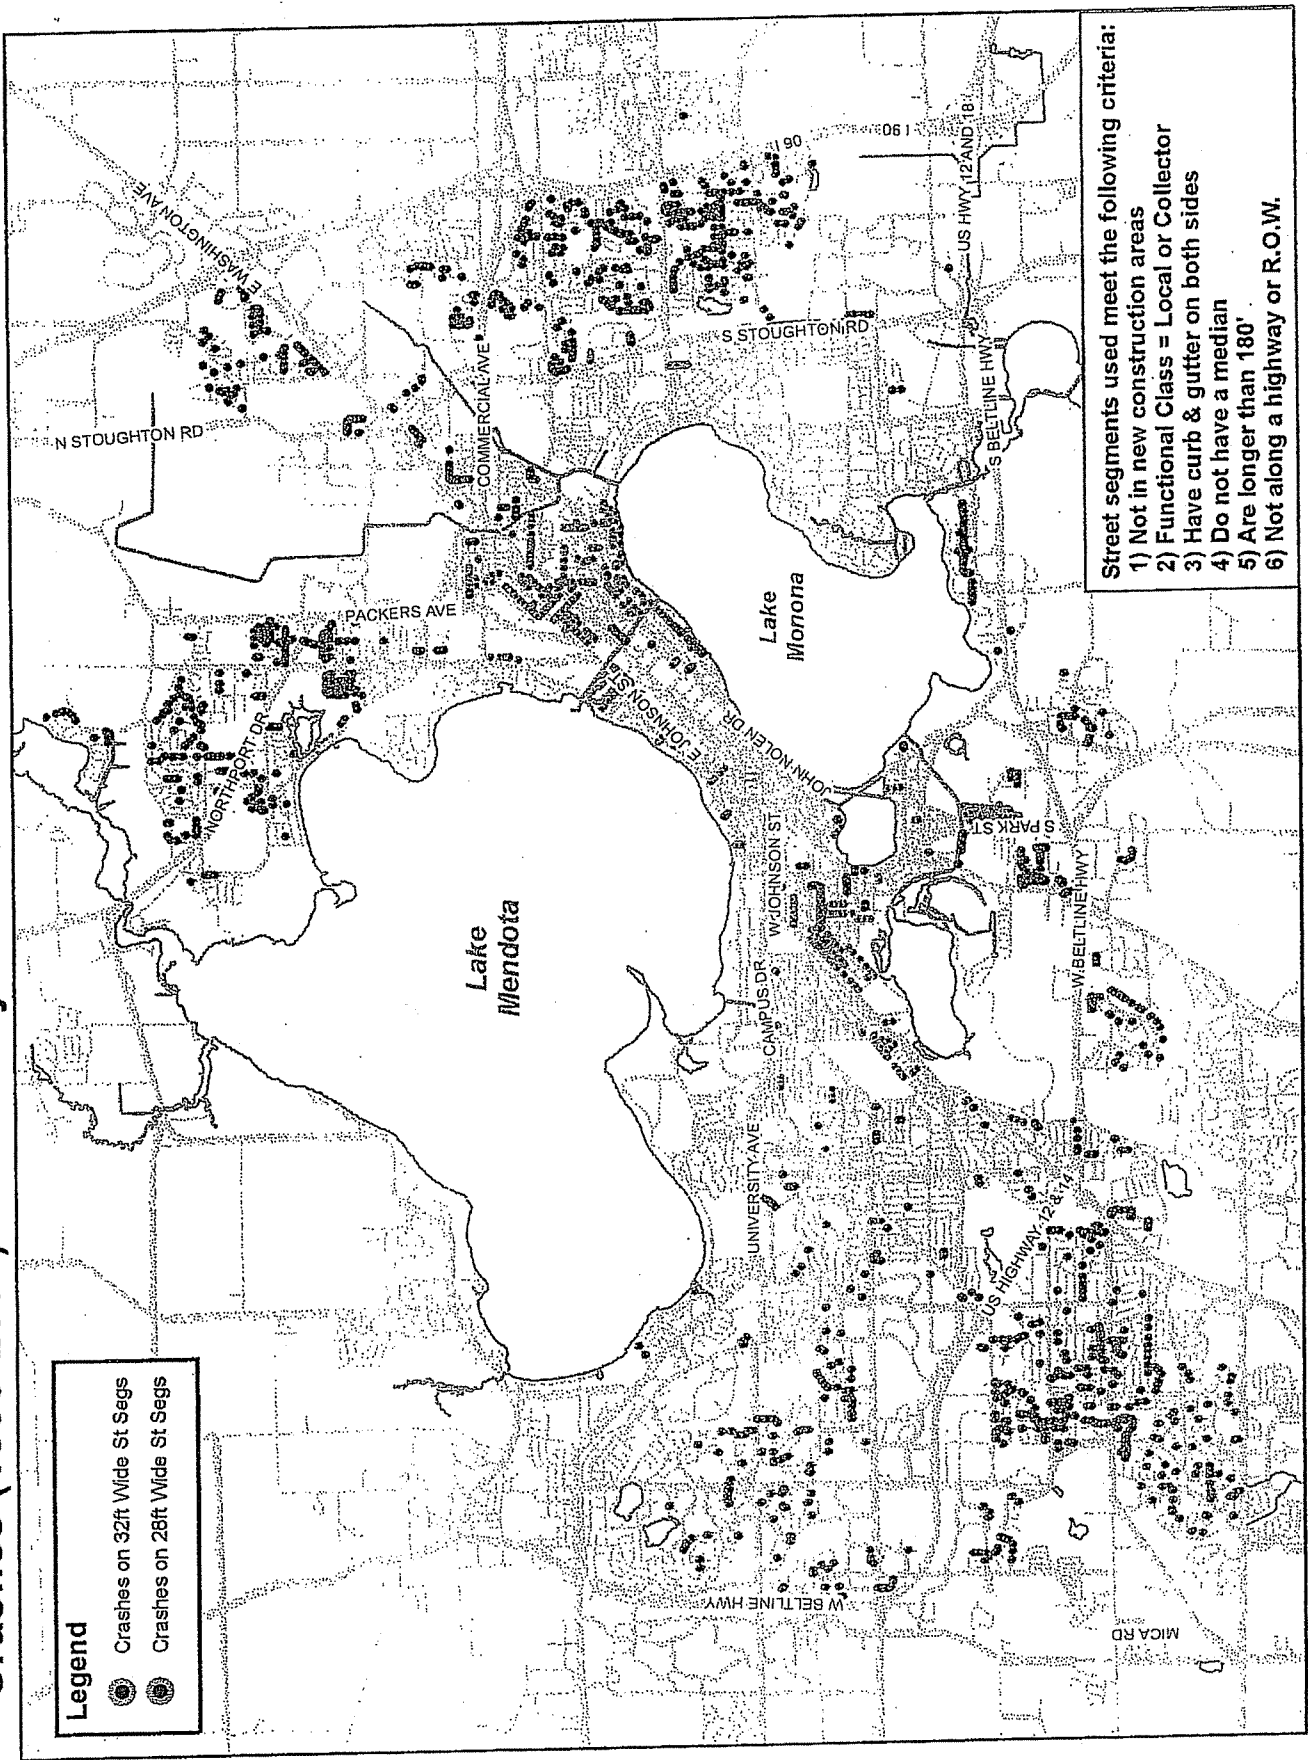 Legend
Crashes on 32ft Wide St Segs
Crashes on 28ft Wide St Segs
E WASHINGTON AVE
N STOUGHTON RD
COMMERCIAL AVE
I 90
I 90
S STOUGHTON RD
US HWY 12 AND 18
S BELTLINE HWY
PACKERS AVE
NORTHPORT DR
E JOHNSON ST
JOHN NOLEN DR
Lake
Monona
Lake
Mendota
W JOHNSON ST
S PARK ST
CAMPUS DR
W BELTLINE HWY
UNIVERSITY AVE
US HIGHWAY 12 & 14
W BELTLINE HWY
MICA RD
Street segments used meet the following criteria:
1) Not in new construction areas
2) Functional Class = Local or Collector
3) Have curb & gutter on both sides
4) Do not have a median
5) Are longer than 180'
6) Not along a highway or R.O.W.